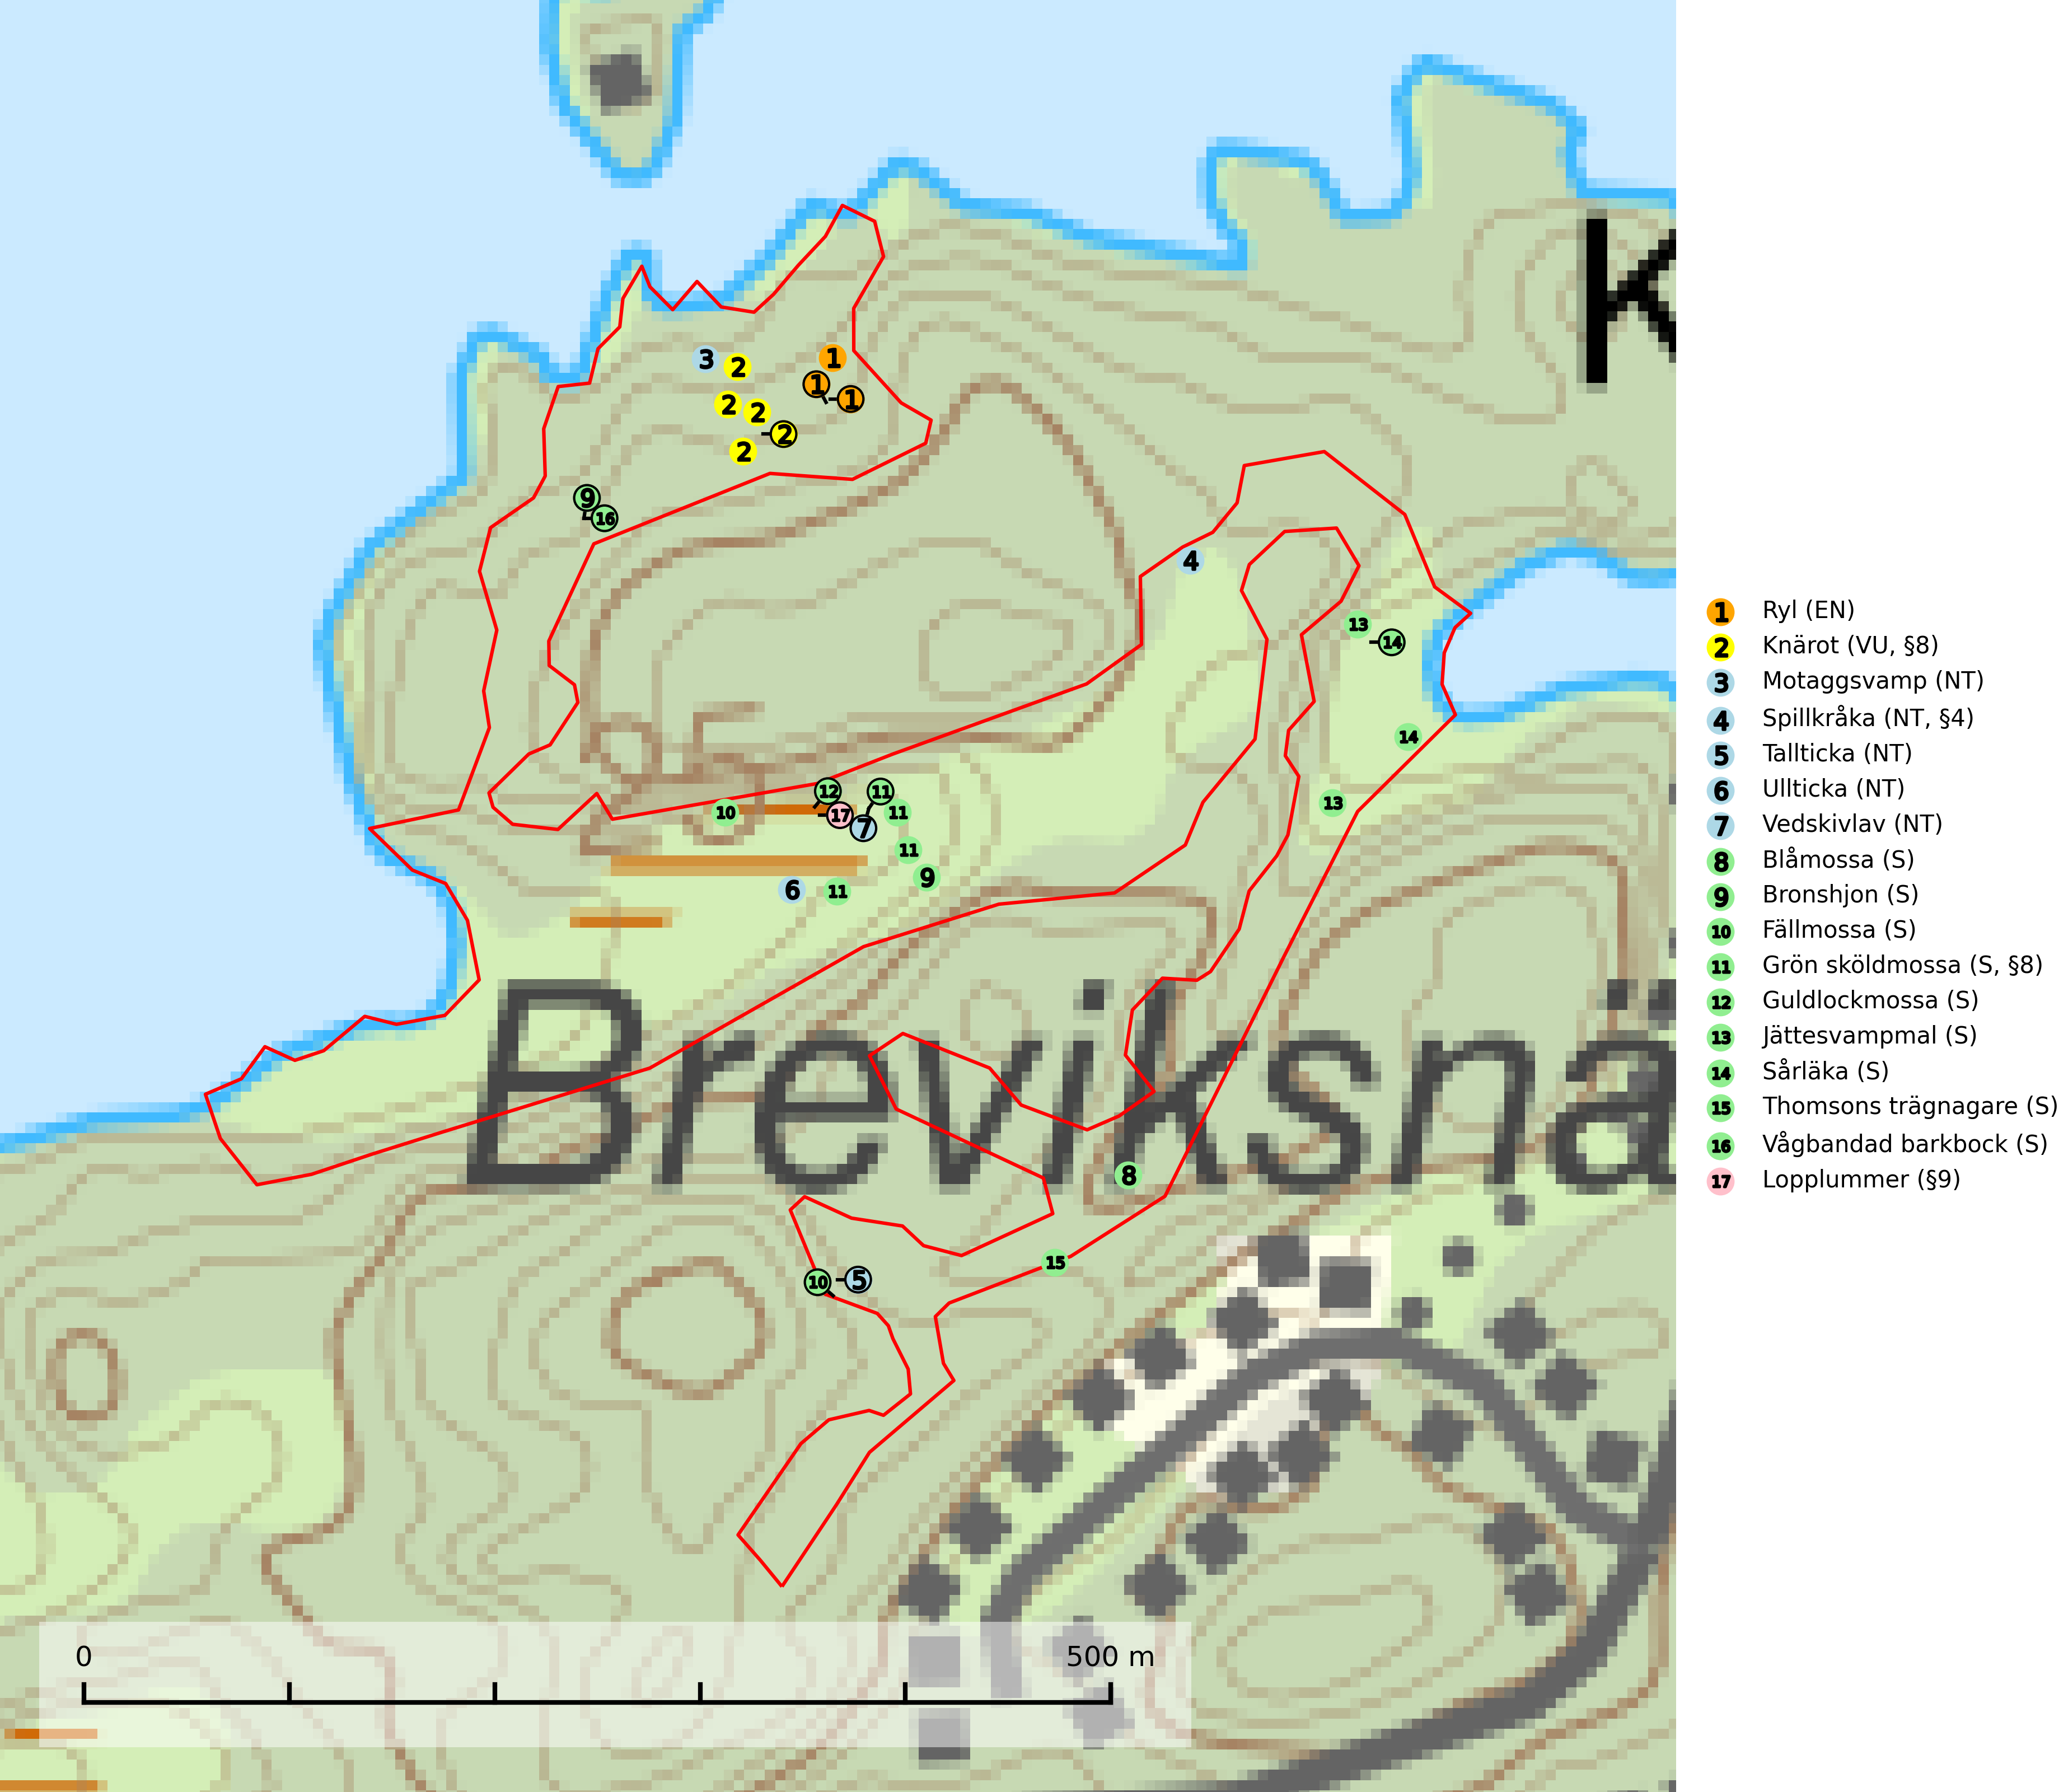 K
3
2
1
1
1
2
2
2
2
9
16
4
13
14
14
13
12
11
10
17
11
7
11
9
6
11
Breviksna
8
15
10
5
0
500 m
1 Ryl (EN)
2 Knärot (VU, §8)
3 Motaggsvamp (NT)
4 Spillkråka (NT, §4)
5 Tallticka (NT)
6 Ullticka (NT)
7 Vedskivlav (NT)
8 Blåmossa (S)
9 Bronshjon (S)
10 Fällmossa (S)
11 Grön sköldmossa (S, §8)
12 Guldlockmossa (S)
13 Jättesvampmal (S)
14 Sårläka (S)
15 Thomsons trägnagare (S)
16 Vågbandad barkbock (S)
17 Lopplummer (§9)